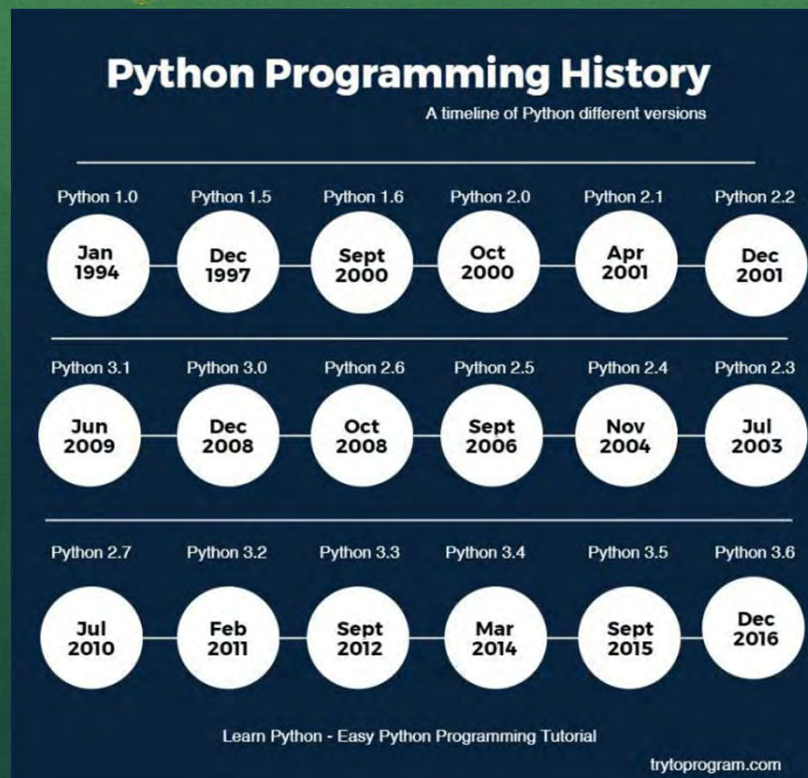 Python Programming History
A timeline of Python different versions
Python 1.0 Python 1.5 Python 1.6 Python 2.0 Python 2.1 Python 2.2
Jan Dec Sept Oct Apr Dec
1994 1997 2000 2000 2001 2001
Python 3.1 Python 3.0 Python 2.6 Python 2.5 Python 2.4 Python 2.3
Jun Dec Oct Sept Nov Jul
2009 2008 2008 2006 2004 2003
Python 2.7 Python 3.2 Python 3.3 Python 3.4 Python 3.5 Python 3.6
Jul Feb Sept Mar Sept Dec
2010 2011 2012 2014 2015 2016
Learn Python - Easy Python Programming Tutorial
trytoprogram.com